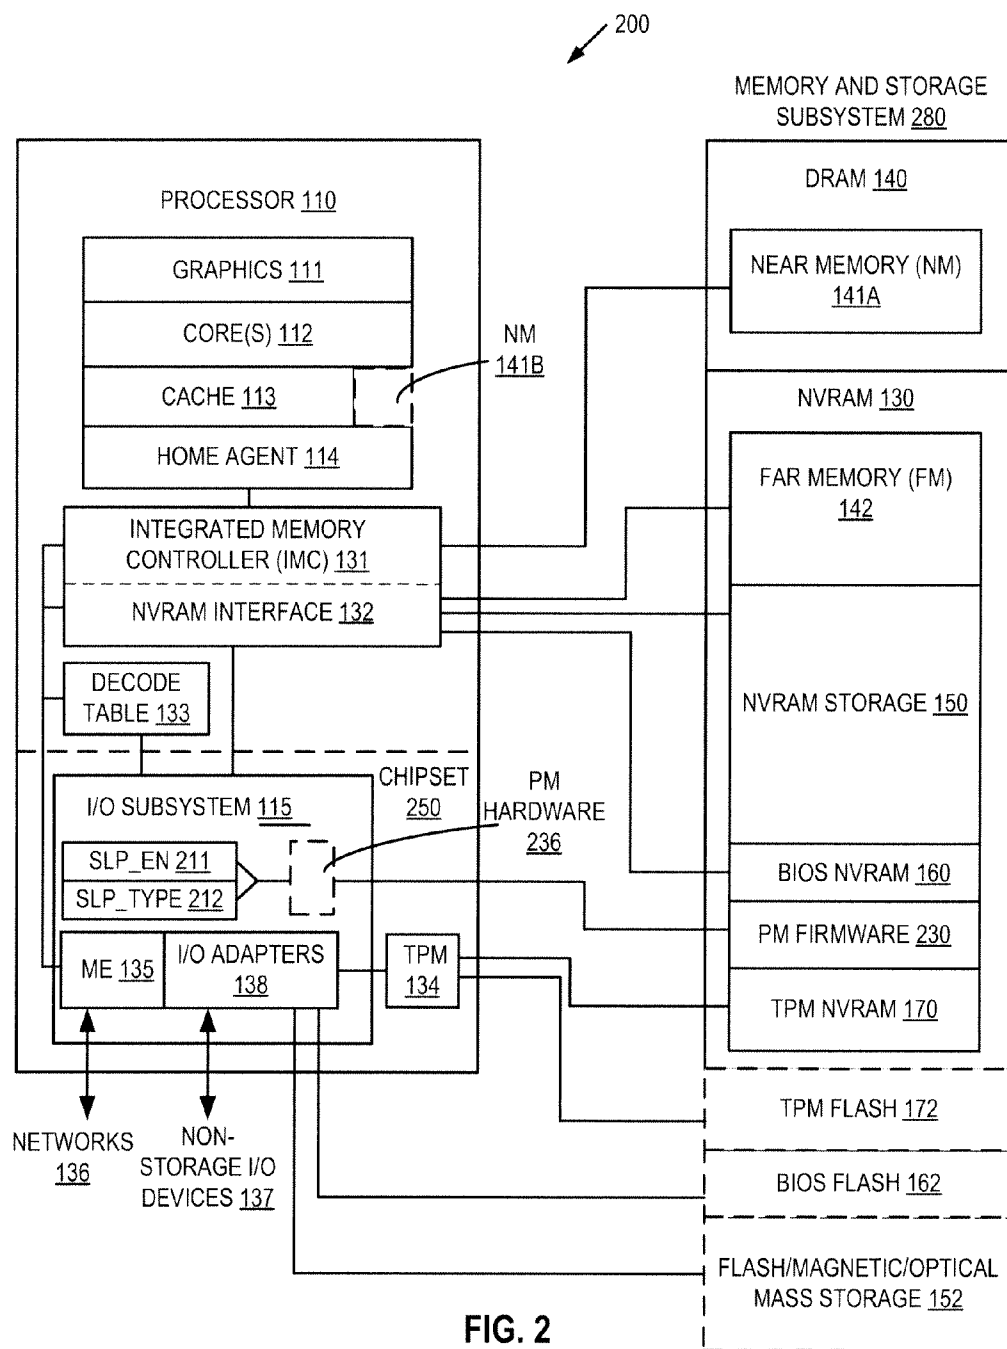 200
MEMORY AND STORAGE
SUBSYSTEM 280
PROCESSOR 110
GRAPHICS 111
CORE(S) 112
CACHE 113
HOME AGENT 114
NM
141B
INTEGRATED MEMORY
CONTROLLER (IMC) 131
NVRAM INTERFACE 132
DECODE
TABLE 133
CHIPSET
250
I/O SUBSYSTEM 115
PM
HARDWARE
236
SLP_EN 211
SLP_TYPE 212
ME 135
I/O ADAPTERS
138
TPM
134
NETWORKS
136
NON-
STORAGE I/O
DEVICES 137
DRAM 140
NEAR MEMORY (NM)
141A
NVRAM 130
FAR MEMORY (FM)
142
NVRAM STORAGE 150
BIOS NVRAM 160
PM FIRMWARE 230
TPM NVRAM 170
TPM FLASH 172
BIOS FLASH 162
FLASH/MAGNETIC/OPTICAL
MASS STORAGE 152
FIG. 2